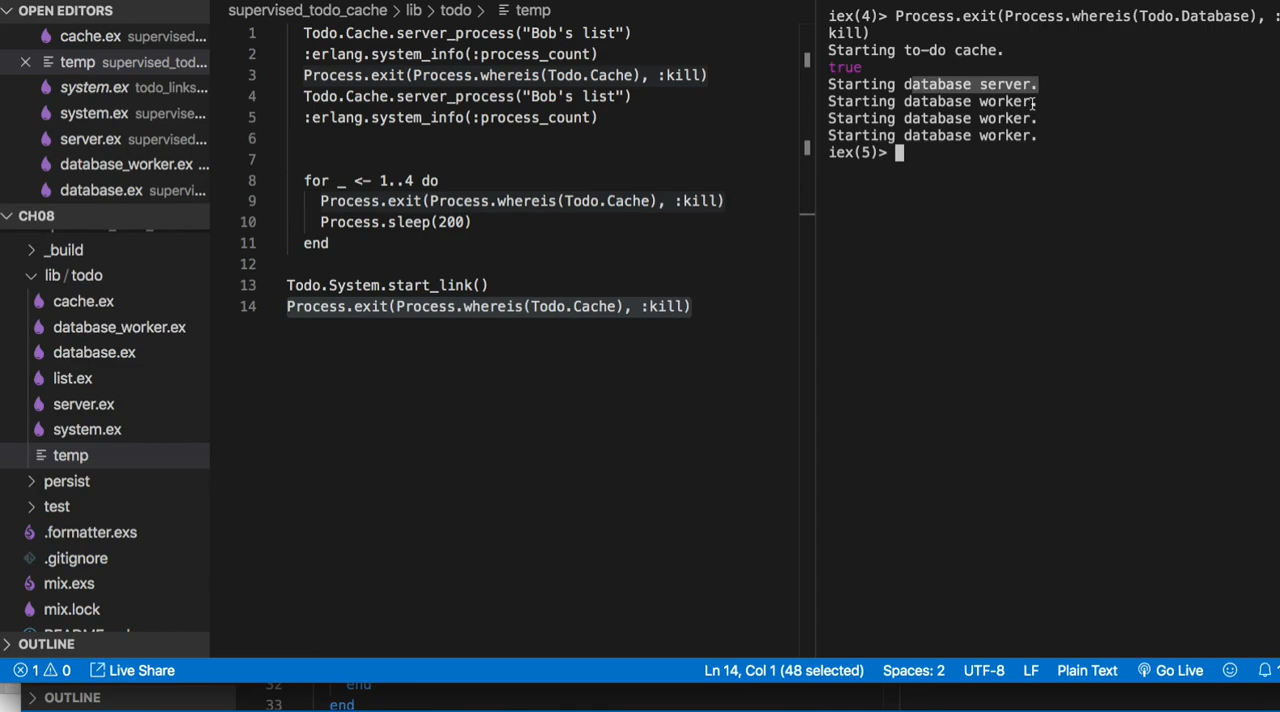 OPEN EDITORS
cache.ex supervised...
temp supervised_tod...
system.ex todo_links...
system.ex supervise...
server.ex supervised...
database_worker.ex ...
database.ex supervi...
CH08
_build
lib / todo
cache.ex
database_worker.ex
database.ex
list.ex
server.ex
system.ex
temp
persist
test
.formatter.exs
.gitignore
mix.exs
mix.lock
OUTLINE
supervised_todo_cache > lib > todo > temp
1 Todo.Cache.server_process("Bob's list")
2 :erlang.system_info(:process_count)
3 Process.exit(Process.whereis(Todo.Cache), :kill)
4 Todo.Cache.server_process("Bob's list")
5 :erlang.system_info(:process_count)
6
7
8 for _ <- 1..4 do
9 Process.exit(Process.whereis(Todo.Cache), :kill)
10 Process.sleep(200)
11 end
12
13 Todo.System.start_link()
14 Process.exit(Process.whereis(Todo.Cache), :kill)
iex(4)> Process.exit(Process.whereis(Todo.Database), :
kill)
Starting to-do cache.
true
Starting database server.
Starting database worker.
Starting database worker.
Starting database worker.
iex(5)>
1 0 Live Share Ln 14, Col 1 (48 selected) Spaces: 2 UTF-8 LF Plain Text Go Live 1
OUTLINE
32 end
33 end